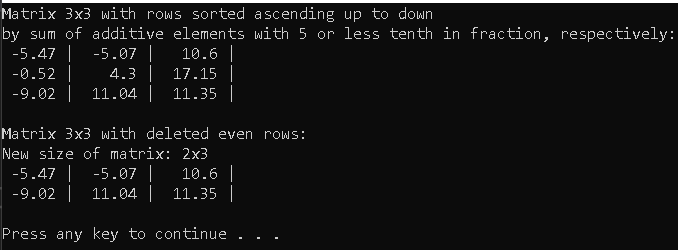 Matrix 3x3 with rows sorted ascending up to down
by sum of additive elements with 5 or less tenth in fraction, respectively:
-5.47 | -5.07 | 10.6 |
-0.52 | 4.3 | 17.15 |
-9.02 | 11.04 | 11.35 |
Matrix 3x3 with deleted even rows:
New size of matrix: 2x3
-5.47 | -5.07 | 10.6 |
-9.02 | 11.04 | 11.35 |
Press any key to continue . . .